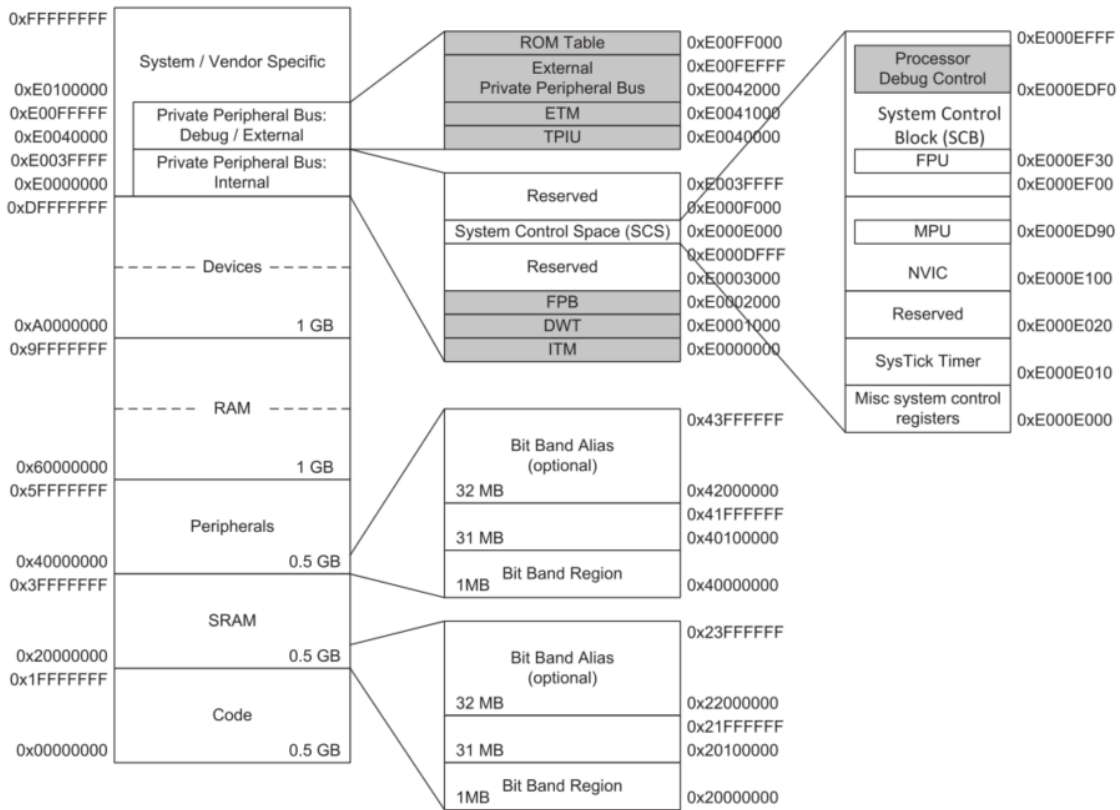 0xFFFFFFFF
System / Vendor Specific
0xE0100000
0xE00FFFFF
Private Peripheral Bus:
Debug / External
0xE0040000
0xE003FFFF
Private Peripheral Bus:
Internal
0xE0000000
0xDFFFFFFF
Devices
0xA0000000
1 GB
0x9FFFFFFF
RAM
0x60000000
1 GB
0x5FFFFFFF
Peripherals
0x40000000
0.5 GB
0x3FFFFFFF
SRAM
0x20000000
0.5 GB
0x1FFFFFFF
Code
0x00000000
0.5 GB
ROM Table
0xE00FF000
External
Private Peripheral Bus
0xE00FEFFF
0xE0042000
ETM
0xE0041000
TPIU
0xE0040000
Reserved
0xE003FFFF
0xE000F000
System Control Space (SCS)
0xE000E000
Reserved
0xE000DFFF
0xE0003000
FPB
0xE0002000
DWT
0xE0001000
ITM
0xE0000000
0x43FFFFFF
Bit Band Alias
(optional)
32 MB
0x42000000
0x41FFFFFF
31 MB
0x40100000
Bit Band Region
1MB
0x40000000
0x23FFFFFF
Bit Band Alias
(optional)
32 MB
0x22000000
0x21FFFFFF
31 MB
0x20100000
Bit Band Region
1MB
0x20000000
0xE000EFFF
Processor
Debug Control
0xE000EDF0
System Control
Block (SCB)
FPU
0xE000EF30
0xE000EF00
MPU
0xE000ED90
NVIC
0xE000E100
Reserved
0xE000E020
SysTick Timer
0xE000E010
Misc system control
registers
0xE000E000